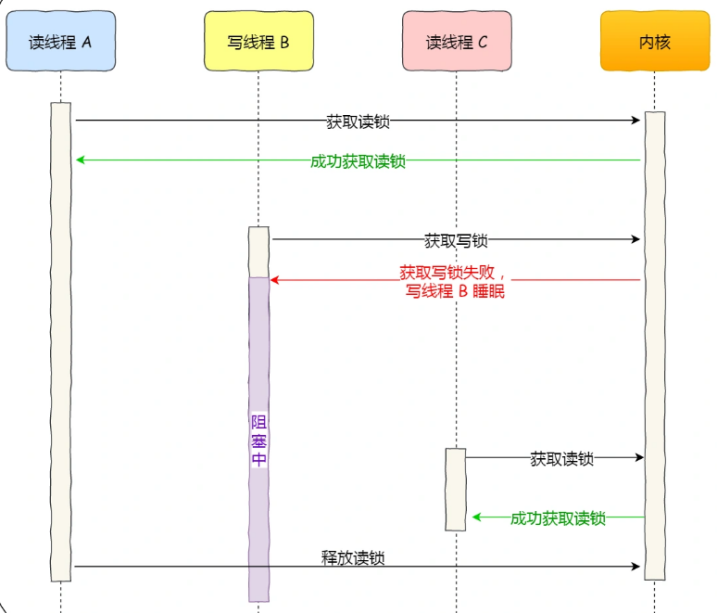 读线程 A
写线程 B
读线程 C
内核
获取读锁
成功获取读锁
获取写锁
获取写锁失败，
写线程 B 睡眠
阻
塞
中
获取读锁
成功获取读锁
释放读锁